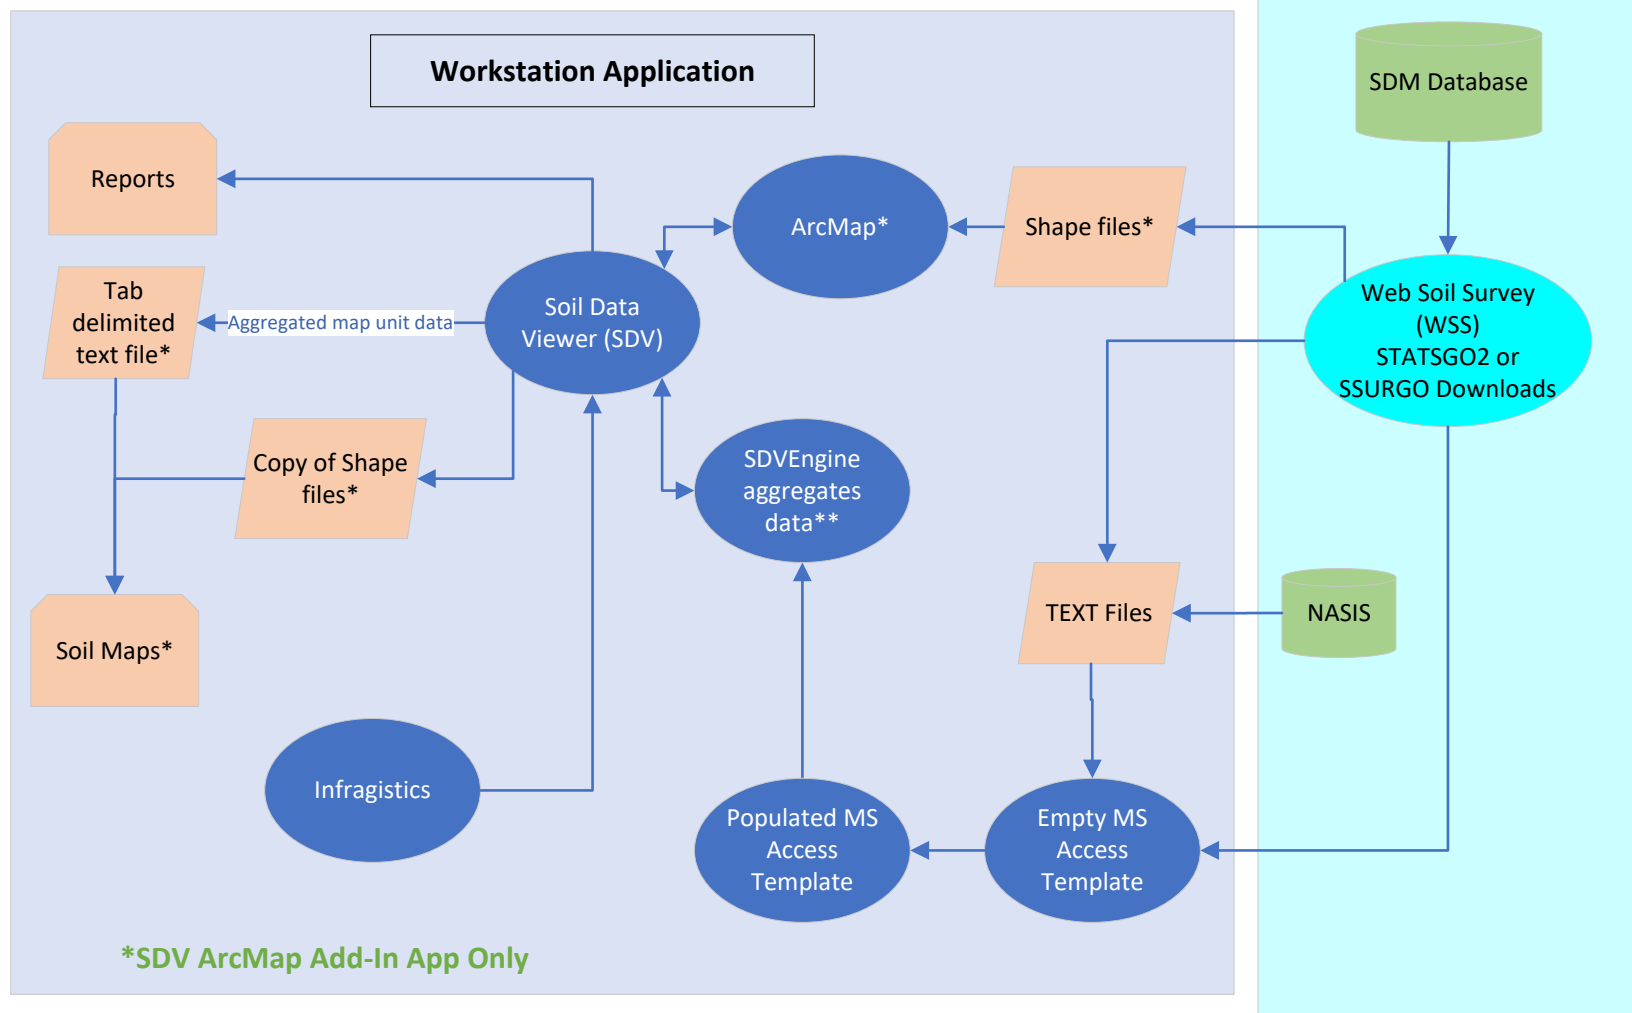 Workstation Application
SDM Database
Reports
ArcMap*
Shape files*
Tab
delimited
text file*
Aggregated map unit data
Soil Data
Viewer (SDV)
Web Soil Survey
(WSS)
STATSGO2 or
SSURGO Downloads
Copy of Shape
files*
SDVEngine
aggregates
data**
TEXT Files
NASIS
Soil Maps*
Infragistics
Populated MS
Access
Template
Empty MS
Access
Template
*SDV ArcMap Add-In App Only